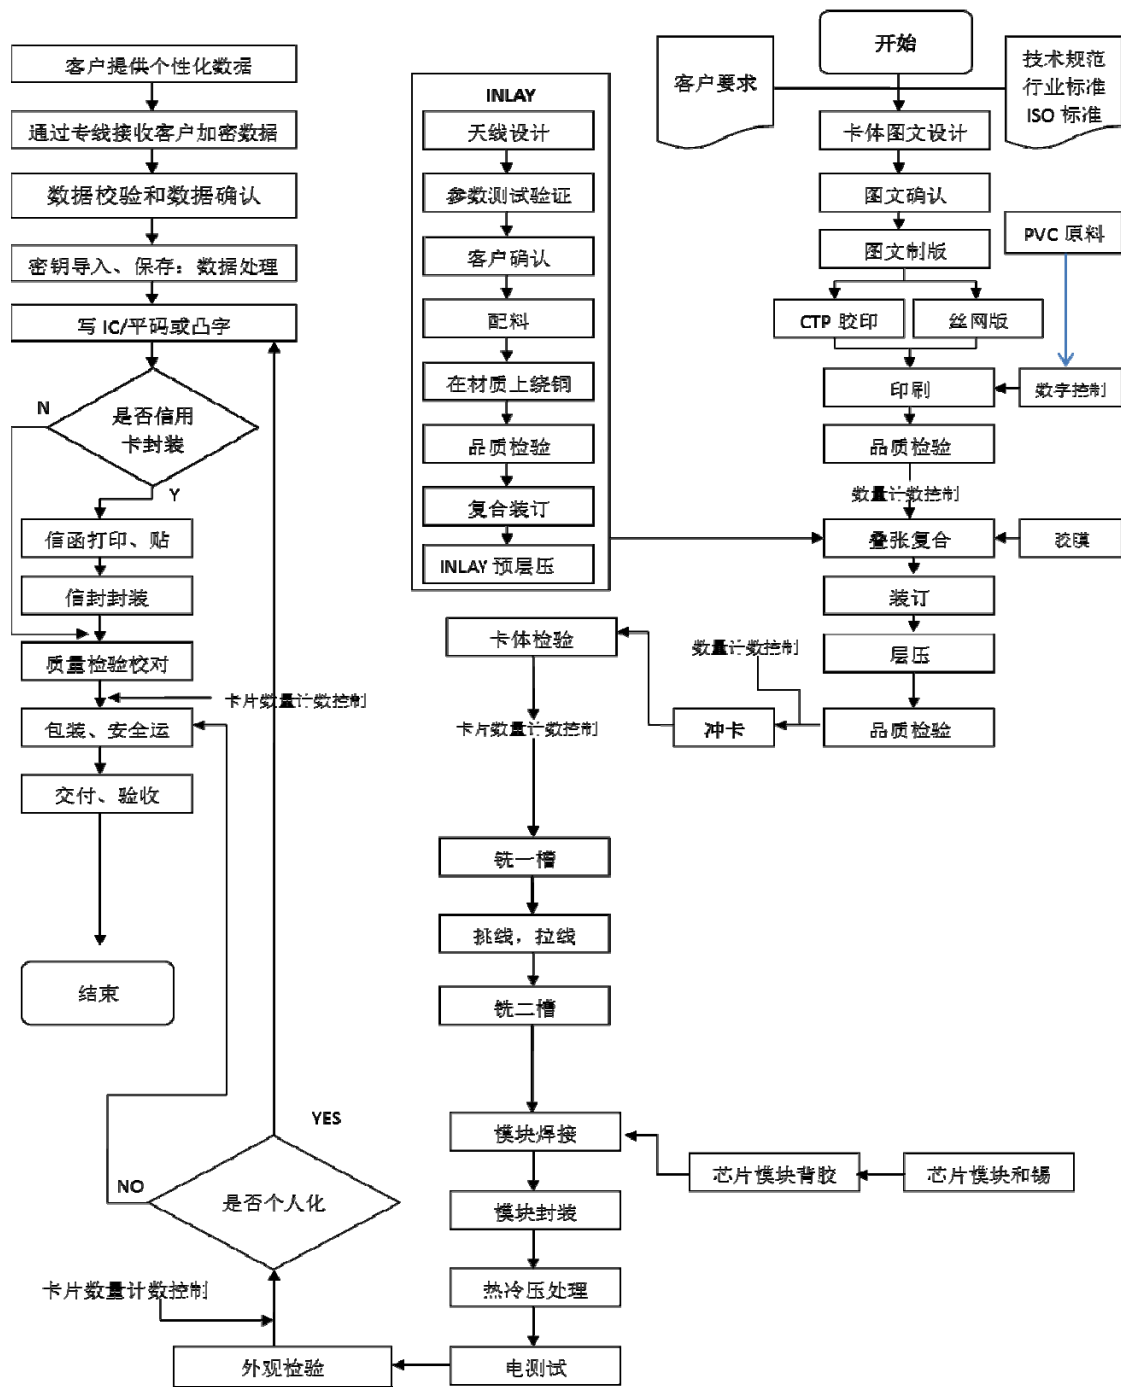 客户提供个性化数据
通过专线接收客户加密数据
数据校验和数据确认
密钥导入、保存：数据处理
写 IC/平码或凸字
N
是否信用
卡封装
Y
信函打印、贴
信封封装
质量检验校对
卡片数量计数控制
包装、安全运
交付、验收
结束
YES
NO
是否个人化
卡片数量计数控制
外观检验
INLAY
天线设计
参数测试验证
客户确认
配料
在材质上绕铜
品质检验
复合装订
INLAY 预层压
开始
客户要求
技术规范
行业标准
ISO 标准
卡体图文设计
图文确认
图文制版
PVC 原料
CTP 胶印
丝网版
印刷
数字控制
品质检验
数量计数控制
叠张复合
胶膜
装订
层压
品质检验
数量计数控制
冲卡
卡体检验
卡片数量计数控制
铣一槽
挑线，拉线
铣二槽
模块焊接
芯片模块背胶
芯片模块和锡
模块封装
热冷压处理
电测试